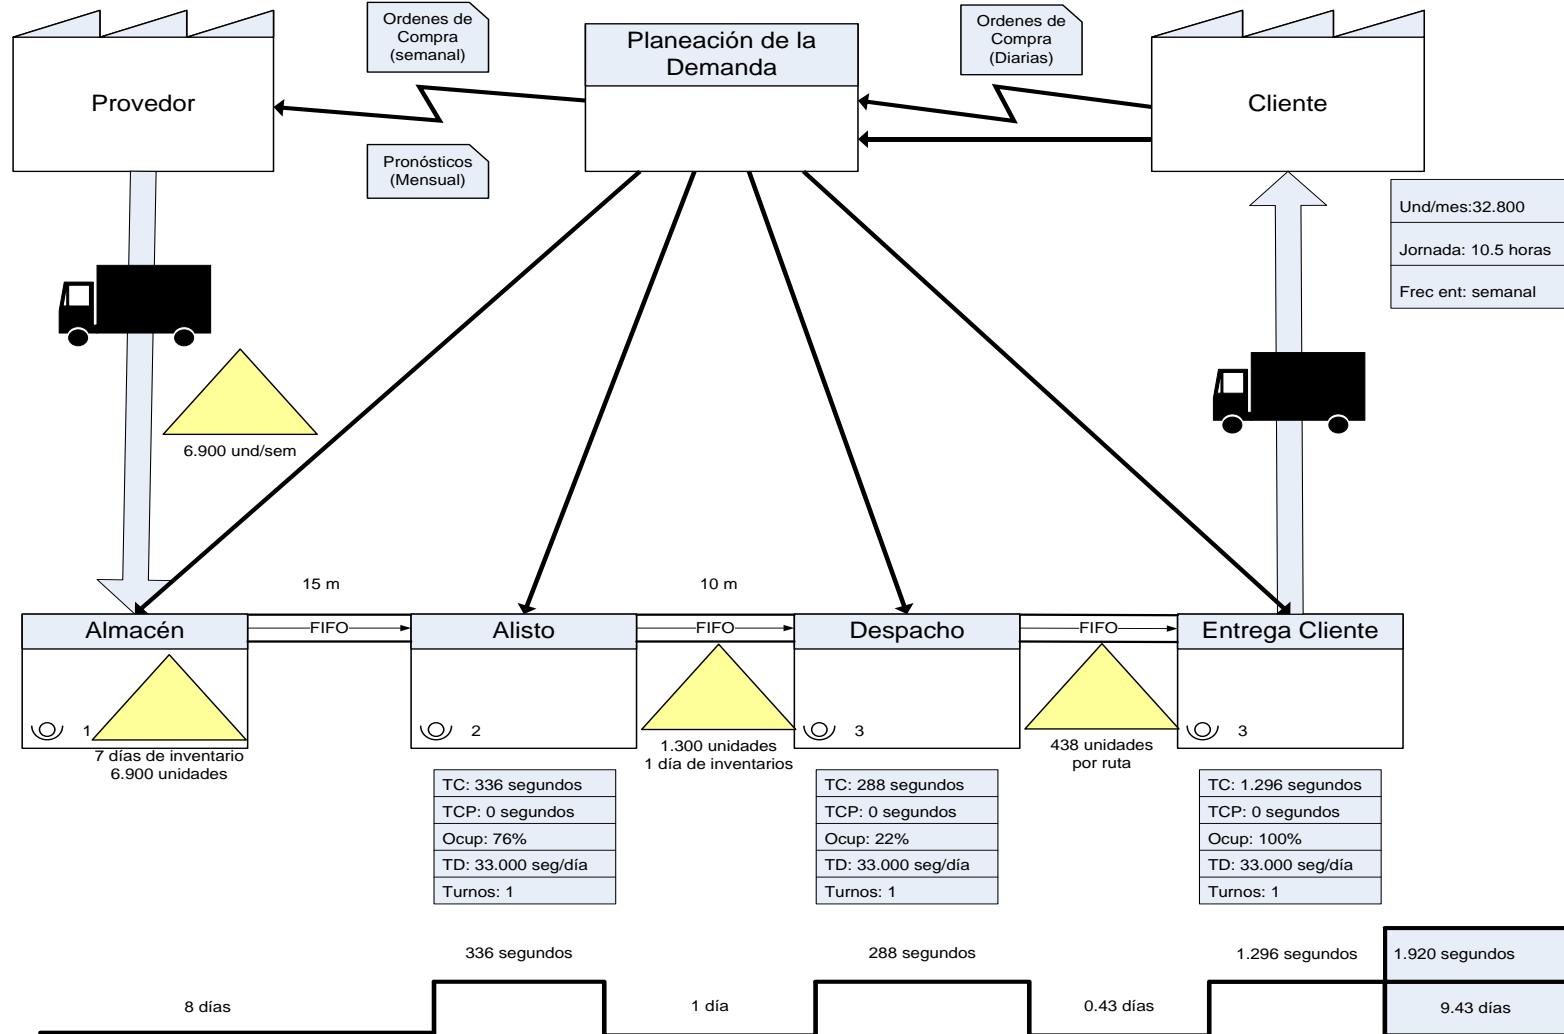 Ordenes de
Compra
(semanal)
Planeación de la
Demanda
Ordenes de
Compra
(Diarias)
Provedor
Cliente
Pronósticos
(Mensual)
Und/mes:32.800
Jornada: 10.5 horas
Frec ent: semanal
6.900 und/sem
15 m
10 m
Almacén
FIFO
Alisto
FIFO
Despacho
FIFO
Entrega Cliente
1
2
3
3
7 días de inventario
6.900 unidades
1.300 unidades
1 día de inventarios
438 unidades
por ruta
TC: 336 segundos
TCP: 0 segundos
Ocup: 76%
TD: 33.000 seg/día
Turnos: 1
TC: 288 segundos
TCP: 0 segundos
Ocup: 22%
TD: 33.000 seg/día
Turnos: 1
TC: 1.296 segundos
TCP: 0 segundos
Ocup: 100%
TD: 33.000 seg/día
Turnos: 1
336 segundos
288 segundos
1.296 segundos
1.920 segundos
8 días
1 día
0.43 días
9.43 días